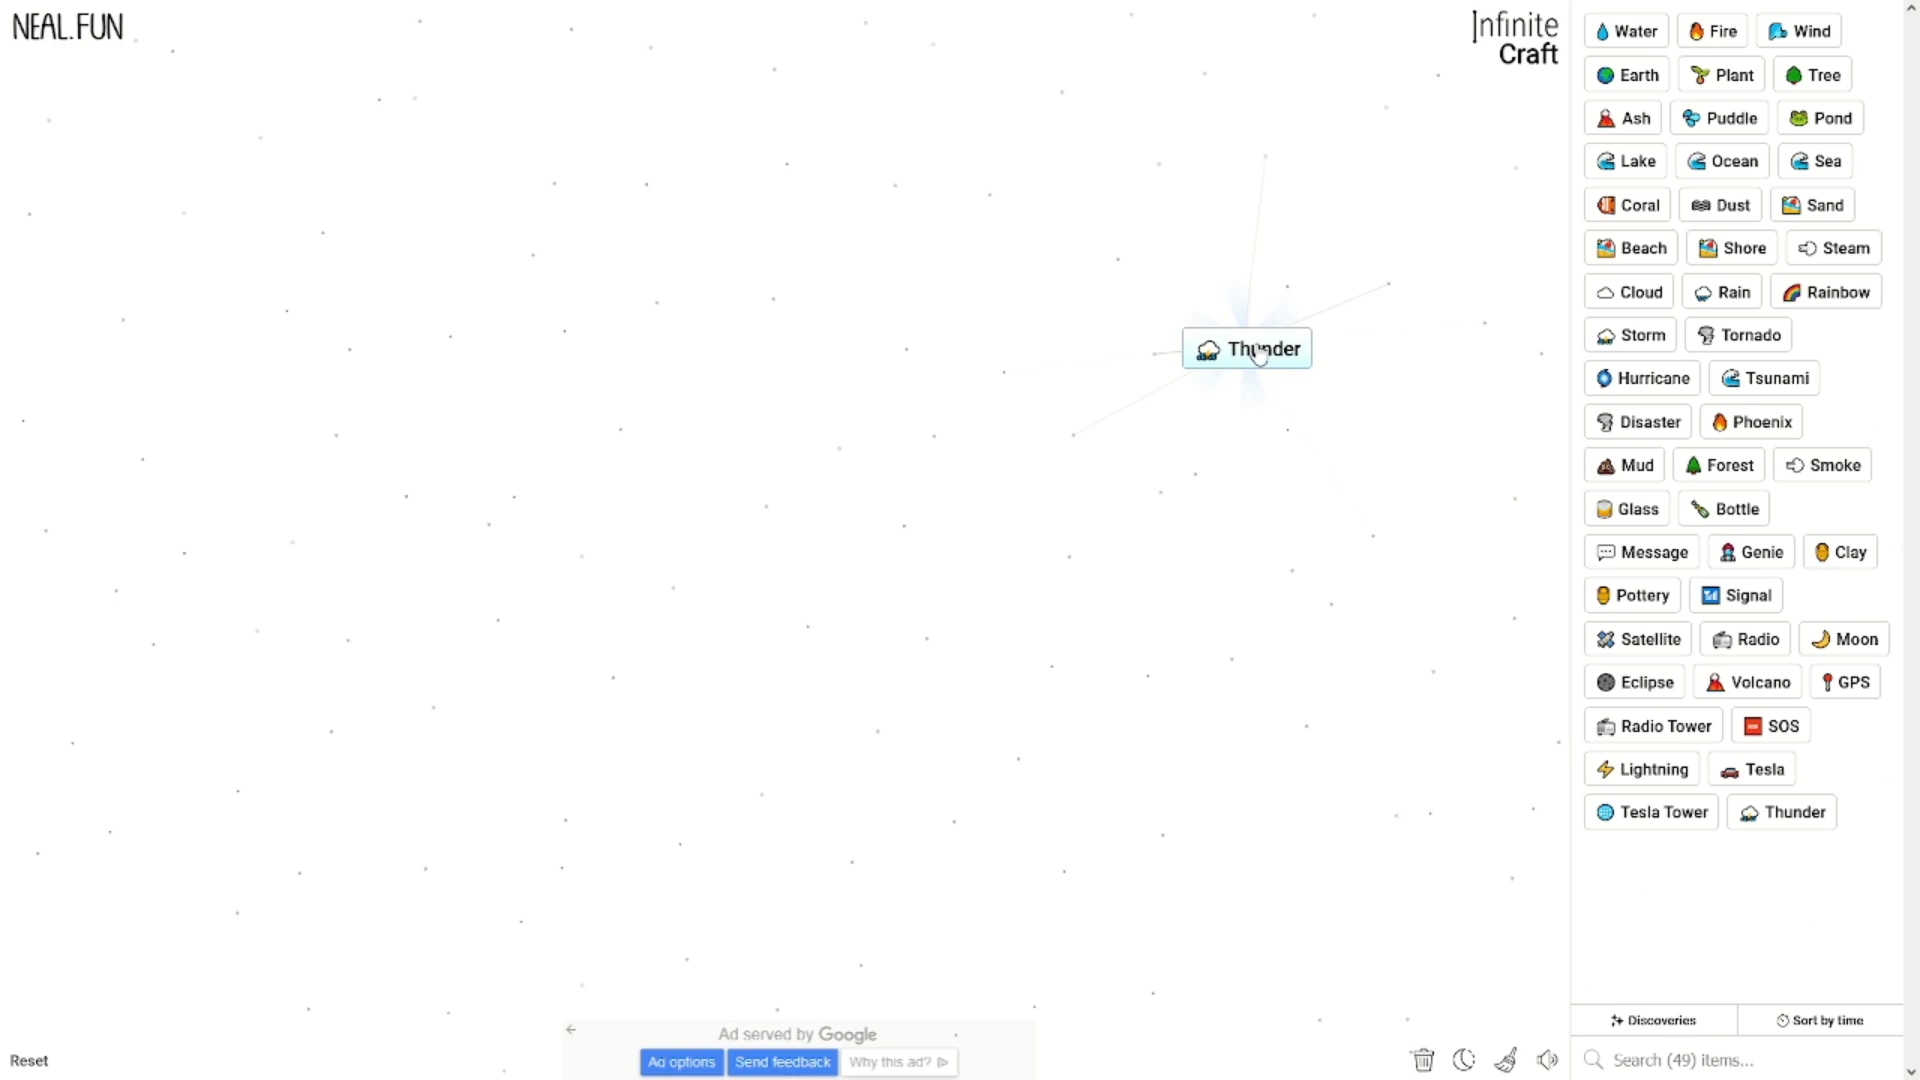 NEAL.FUN
Infinite
Craft
Thunder
Water Fire Wind
Earth Plant Tree
Ash Puddle Pond
Lake Ocean Sea
Coral Dust Sand
Beach Shore Steam
Cloud Rain Rainbow
Storm Tornado
Hurricane Tsunami
Disaster Phoenix
Mud Forest Smoke
Glass Bottle
Message Genie Clay
Pottery Signal
Satellite Radio Moon
Eclipse Volcano GPS
Radio Tower SOS
Lightning Tesla
Tesla Tower Thunder
Discoveries Sort by time
Search (49) items...
Ad served by Google
Ad options Send feedback Why this ad?
Reset